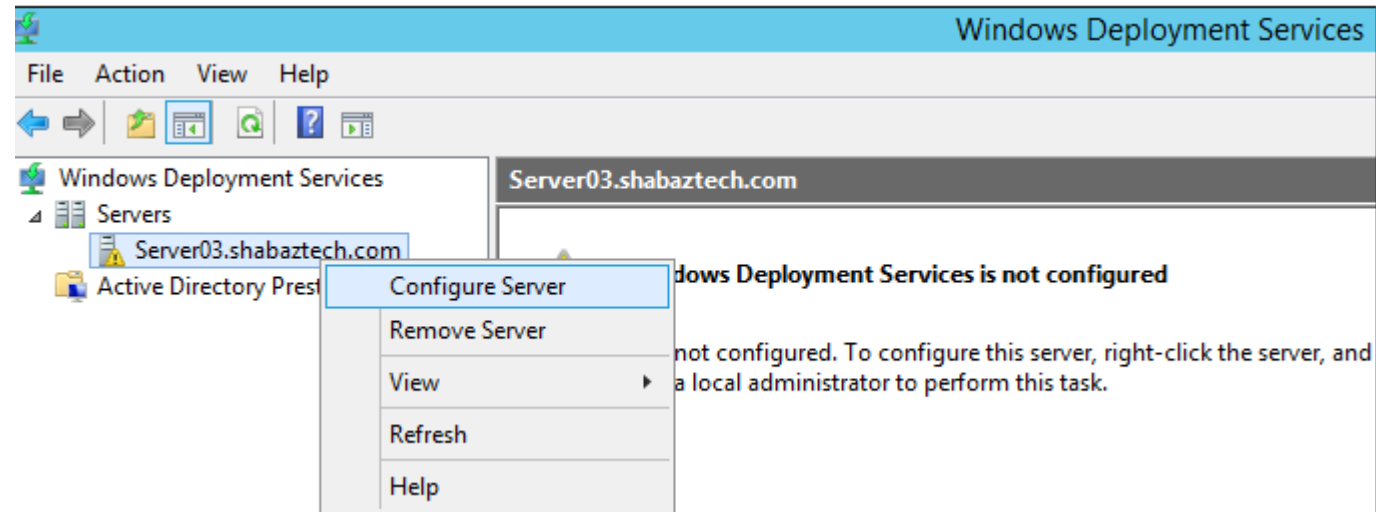 Windows Deployment Services
File Action View Help
Windows Deployment Services
Servers
Server03.shabaztech.com
Active Directory Prest
Server03.shabaztech.com
dows Deployment Services is not configured
not configured. To configure this server, right-click the server, and
a local administrator to perform this task.
Configure Server
Remove Server
View
Refresh
Help